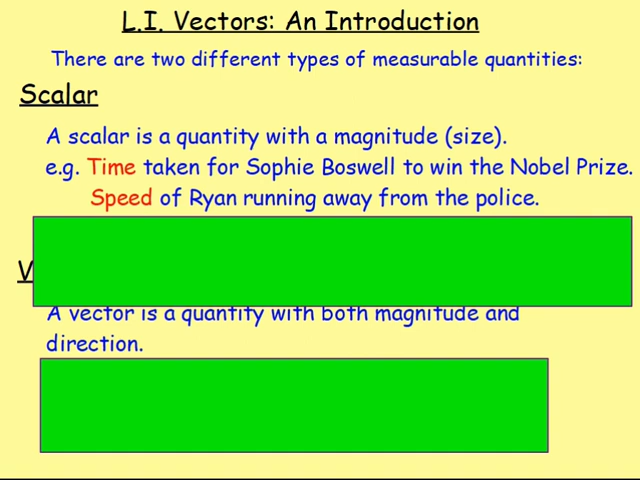 L.I. Vectors: An Introduction
There are two different types of measurable quantities:
Scalar
A scalar is a quantity with a magnitude (size).
e.g. Time taken for Sophie Boswell to win the Nobel Prize.
Speed of Ryan running away from the police.
A vector is a quantity with both magnitude and
direction.